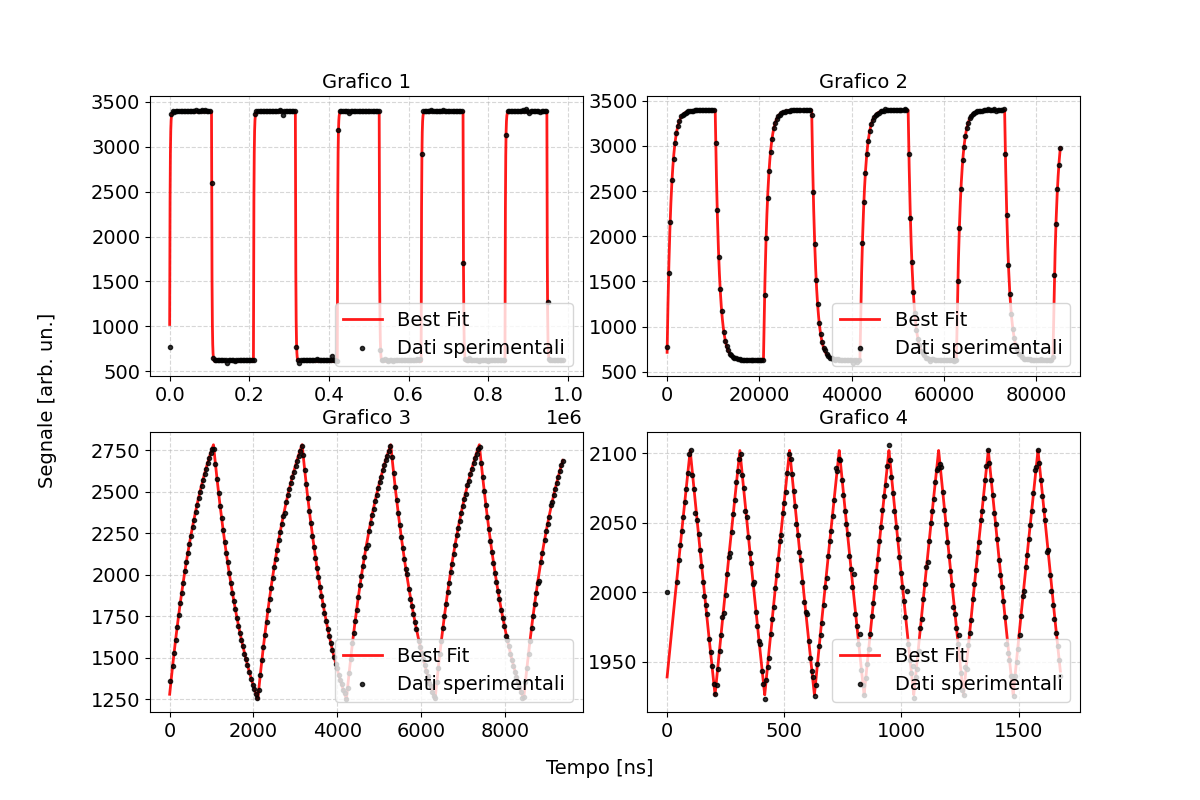 Grafico 1
3500
3000
2500
2000
1500
1000
500
0.0 0.2 0.4 0.6 0.8 1.0
1e6
Best Fit
Dati sperimentali
Grafico 2
3500
3000
2500
2000
1500
1000
500
0 20000 40000 60000 80000
Best Fit
Dati sperimentali
Segnale [arb. un.]
Grafico 3
2750
2500
2250
2000
1750
1500
1250
0 2000 4000 6000 8000
Best Fit
Dati sperimentali
Grafico 4
2100
2050
2000
1950
0 500 1000 1500
Best Fit
Dati sperimentali
Tempo [ns]